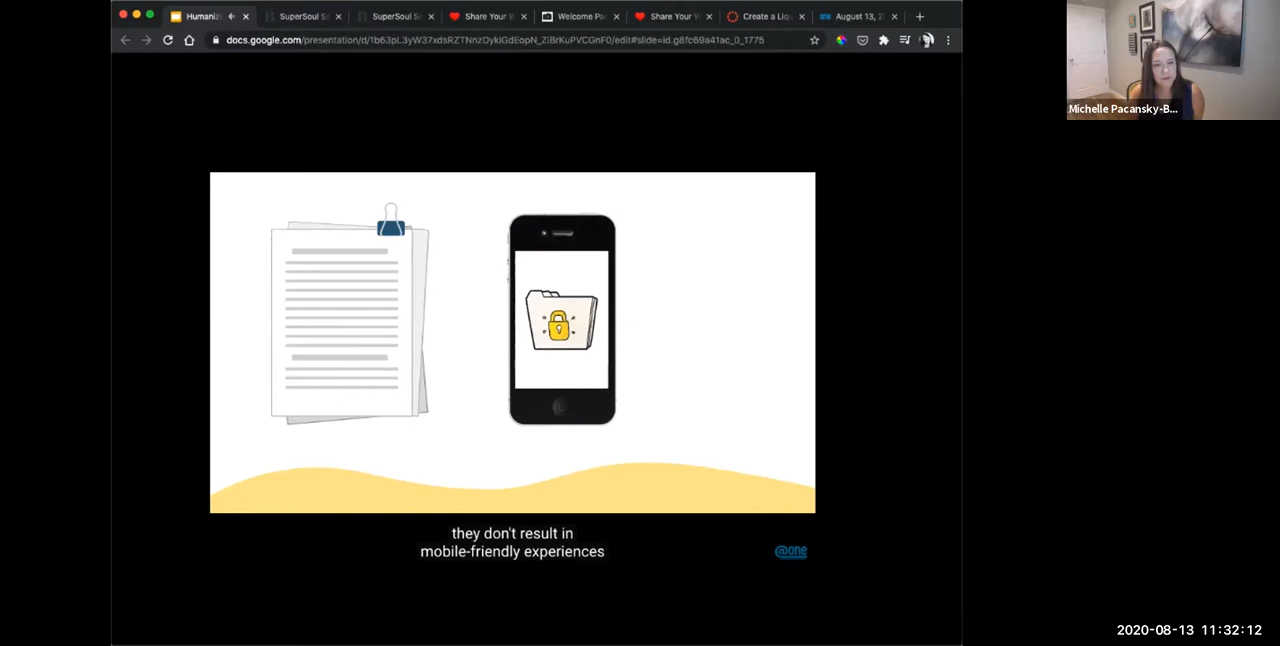 Humaniz
SuperSoul S
SuperSoul S
Share Your W
Welcome Pa
Share Your W
Create a Liqu
one
August 13, 2
docs.google.com/presentation/d/1b63pL3yW37xdsRZTNnzDykIGdEopN_ZiBrKuPVCGnF0/edit#slide=id.g8fc69a41ac_0_1775
Michelle Pacansky-B...
they don't result in
mobile-friendly experiences
@one
2020-08-13 11:32:12